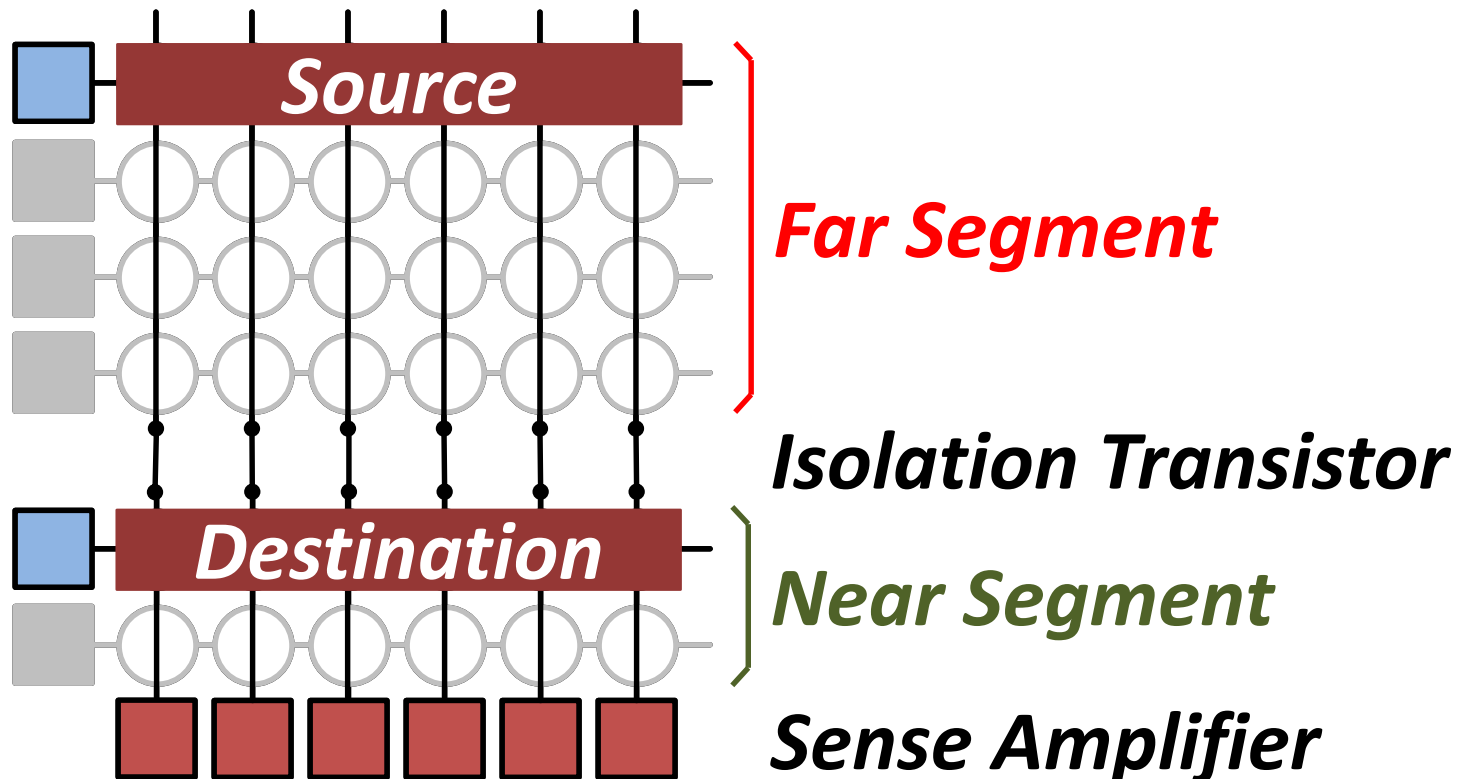 Source
Far Segment
Isolation Transistor
Destination
Near Segment
Sense Amplifier